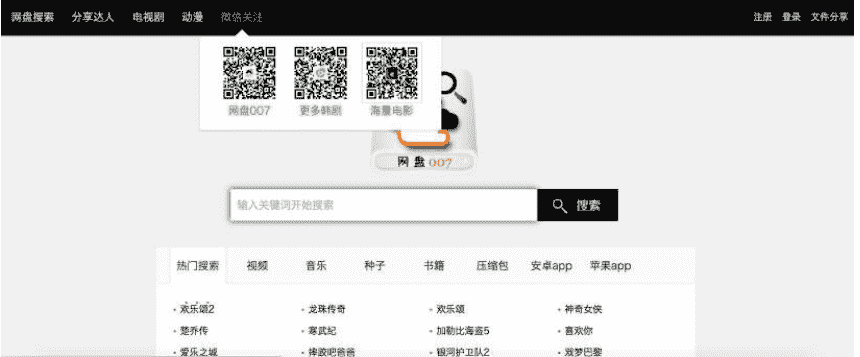 网盘搜索 分享达人 电视剧 动漫 微信关注 注册 登录 文件分享
网盘007 更多韩剧 海量电影
网盘007
输入关键词开始搜索 搜索
热门搜索 视频 音乐 种子 书籍 压缩包 安卓app 苹果app
· 欢乐颂2 · 龙珠传奇 · 欢乐颂 · 神奇女侠
· 楚乔传 · 寒武纪 · 加勒比海盗5 · 喜欢你
· 爱乐之城 · 摔跤吧爸爸 · 银河护卫队2 · 欢梦巴黎